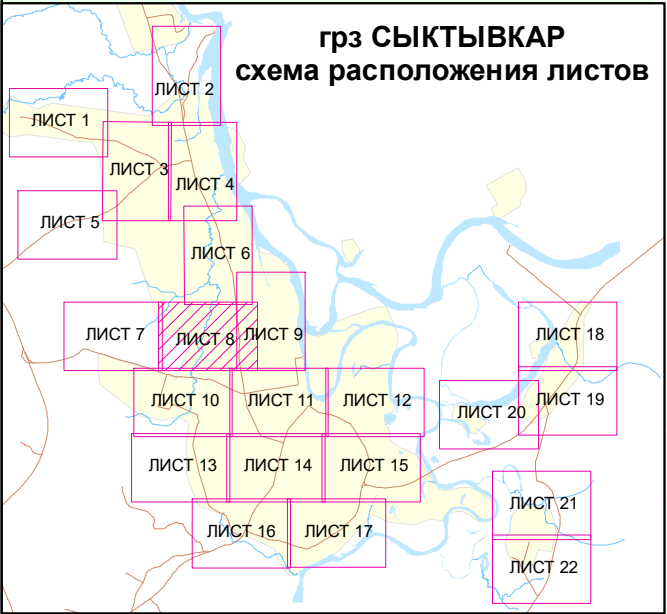 грз СЫКТЫВКАР
схема расположения листов
ЛИСТ 2
ЛИСТ 1
ЛИСТ 3
ЛИСТ 4
ЛИСТ 5
ЛИСТ 6
ЛИСТ 7
ЛИСТ 8
ЛИСТ 9
ЛИСТ 18
ЛИСТ 10
ЛИСТ 11
ЛИСТ 12
ЛИСТ 20
ЛИСТ 19
ЛИСТ 13
ЛИСТ 14
ЛИСТ 15
ЛИСТ 21
ЛИСТ 16
ЛИСТ 17
ЛИСТ 22